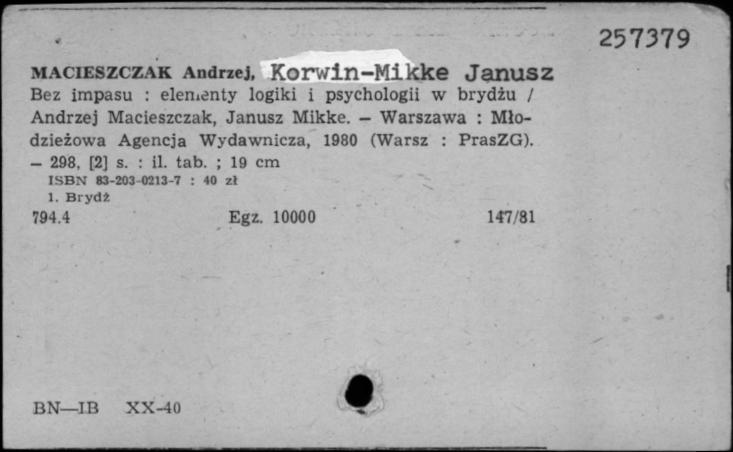 257379
MACIESZCZAK Andrzej, Korwin-Mikke Janusz
Bez impasu : elementy logiki i psychologii w brydżu /
Andrzej Macieszczak, Janusz Mikke. — Warszawa : Mło-
dzieżowa Agencja Wydawnicza, 1980 (Warsz : PrasZG).
— 298, [2] s. : il. tab. ; 19 cm
ISBN 83-203-0213-7 : 40 zł
1. Brydż
794.4 Egz. 10000 147/81
BN—IB XX-40